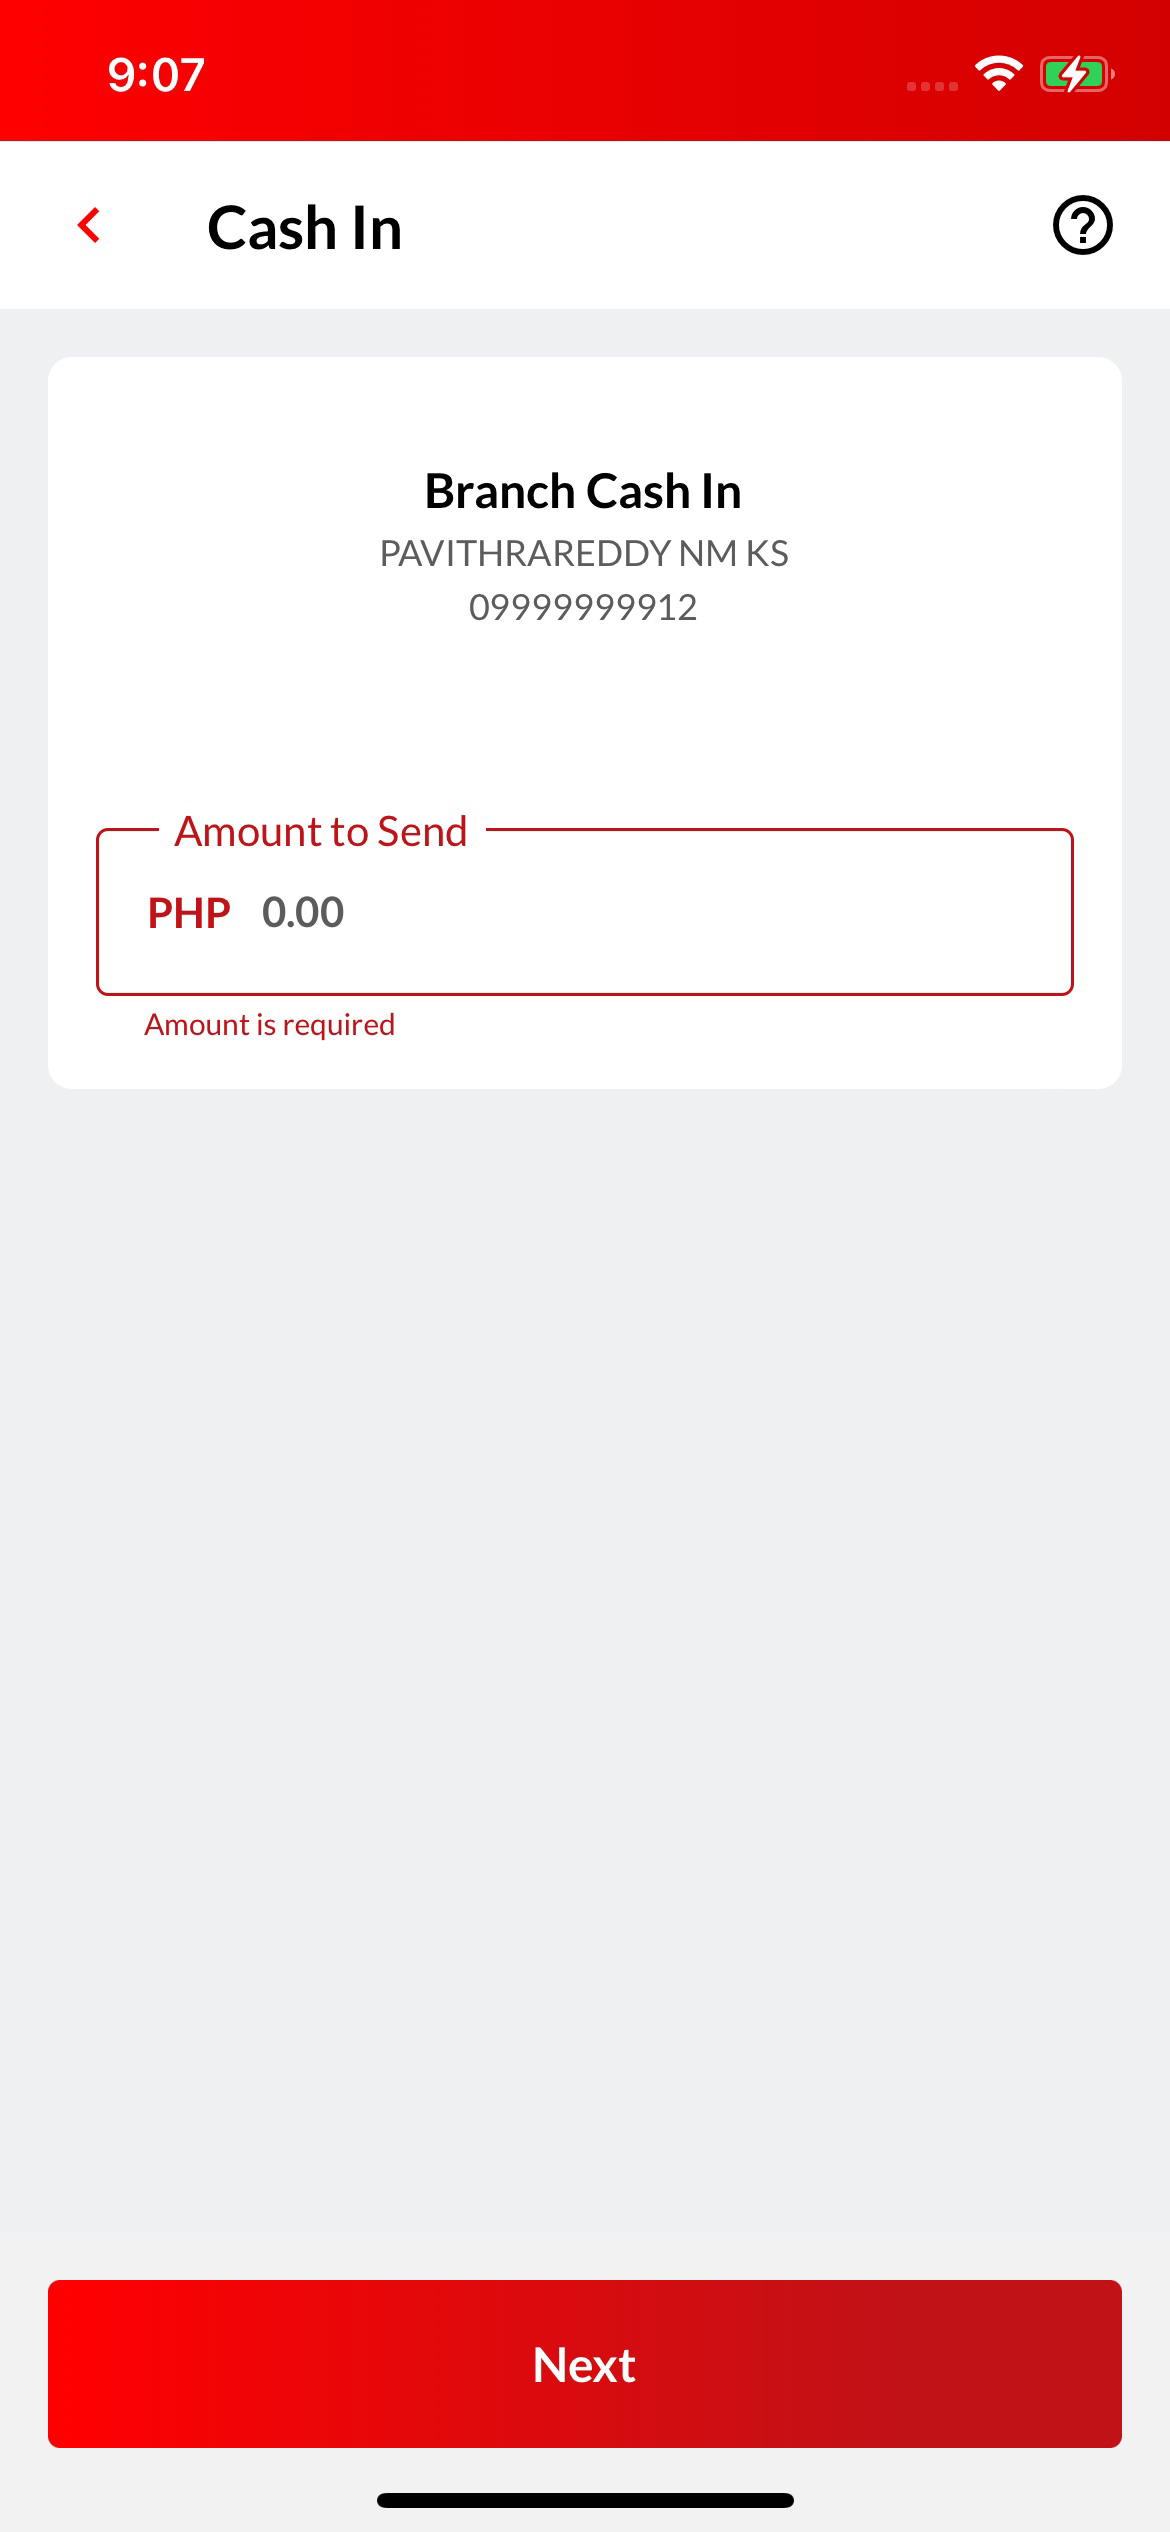 9:07
Cash In
Branch Cash In
PAVITHRAREDDY NM KS
09999999912
Amount to Send
PHP 0.00
Amount is required
Next